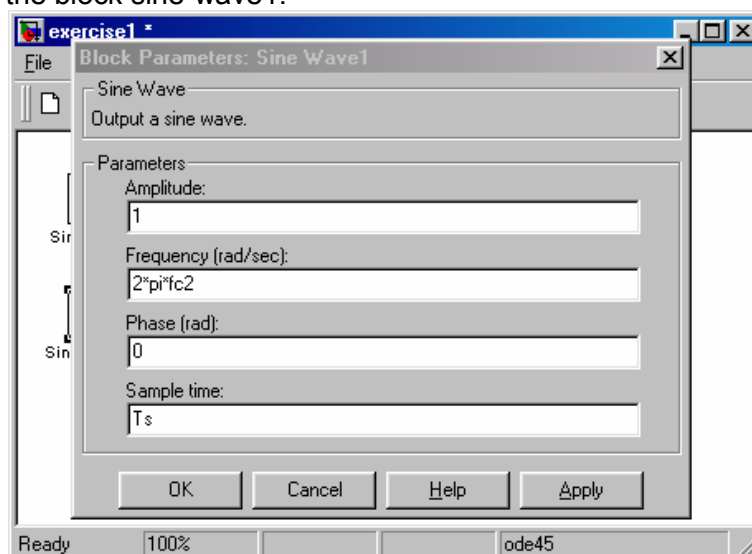 the block sine-wave1.
exercise1 *
File
Block Parameters: Sine Wave1
Sine Wave
Output a sine wave.
Parameters
Amplitude:
1
Frequency (rad/sec):
2*pi*fc2
Phase (rad):
0
Sample time:
Ts
OK Cancel Help Apply
Ready 100% ode45